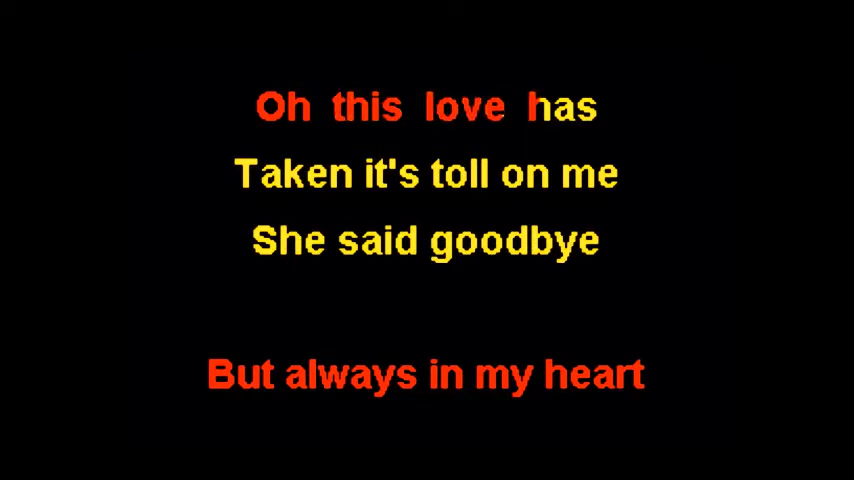 Oh this love has
Taken it's toll on me
She said goodbye
But always in my heart